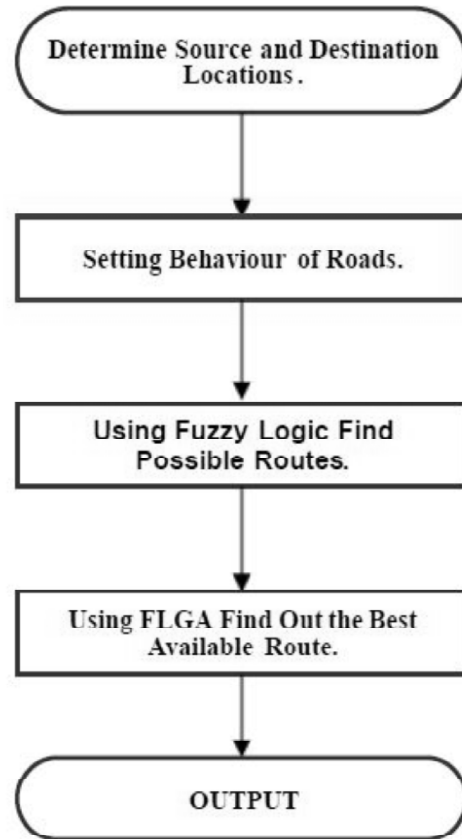 Determine Source and Destination
Locations .
Setting Behaviour of Roads.
Using Fuzzy Logic Find
Possible Routes.
Using FLGA Find Out the Best
Available Route.
OUTPUT